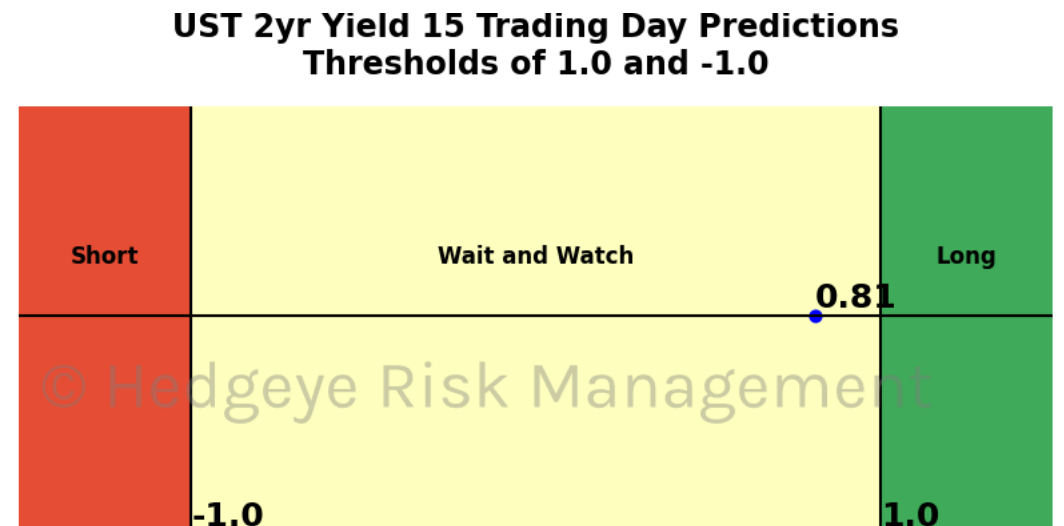 UST 2yr Yield 15 Trading Day Predictions
Thresholds of 1.0 and -1.0
Short
Wait and Watch
Long
0.81
© Hedgeye Risk Management
-1.0
1.0